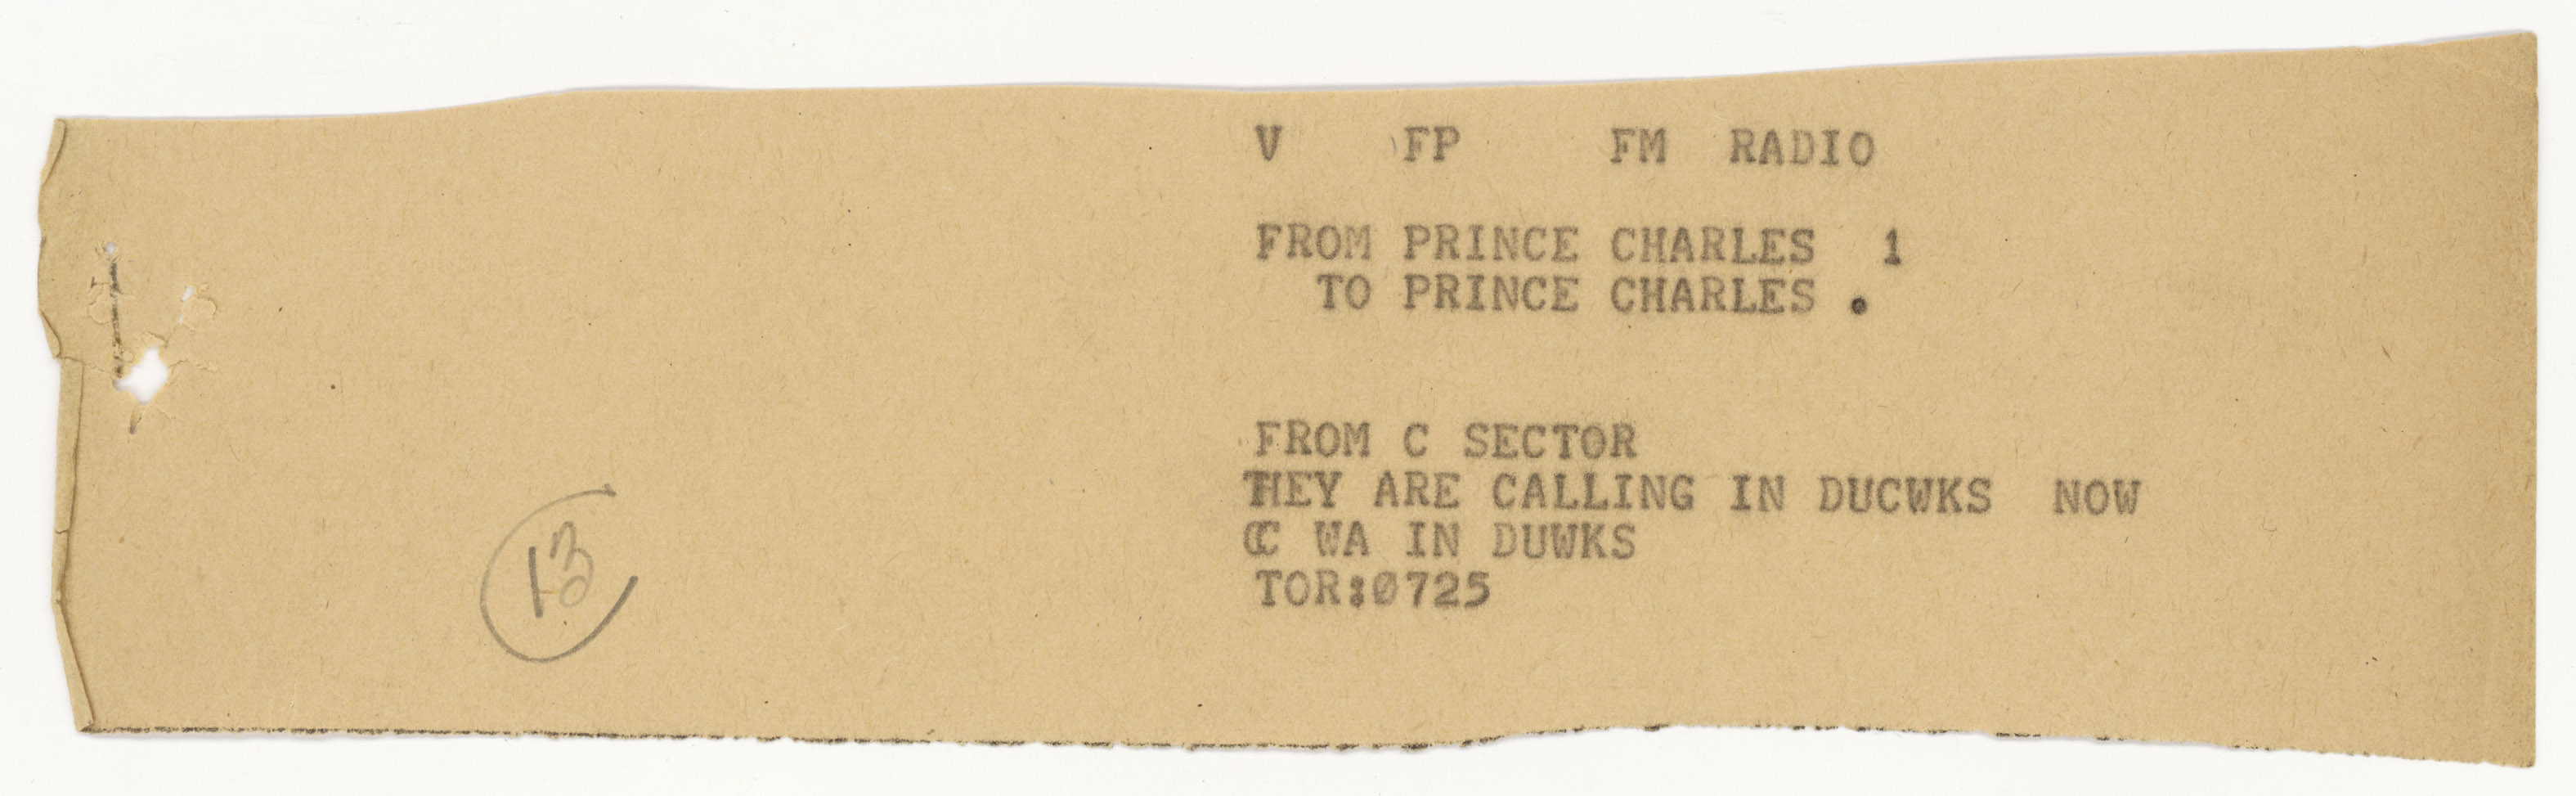 V FP FM RADIO
FROM PRINCE CHARLES 1
TO PRINCE CHARLES .
FROM C SECTOR
THEY ARE CALLING IN DUCWKS NOW
CC WA IN DUWKS
TOR:0725
13